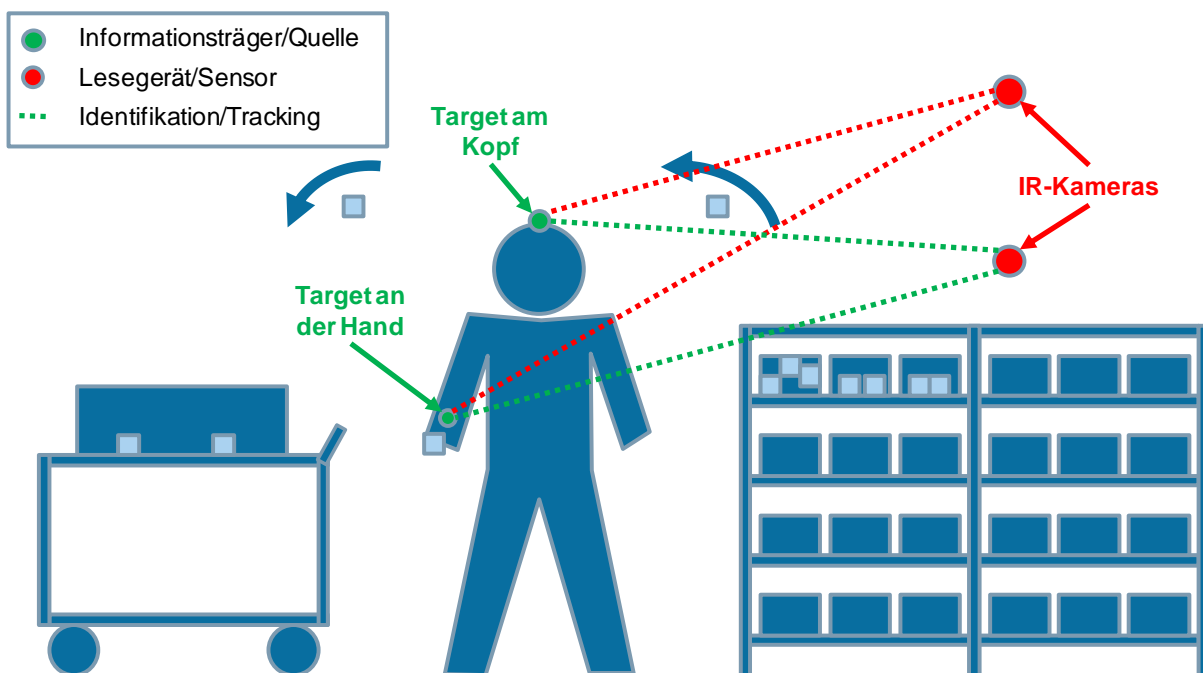 Informationsträger/Quelle
Lesegerät/Sensor
Identifikation/Tracking
Target am
Kopf
IR-Kameras
Target an
der Hand